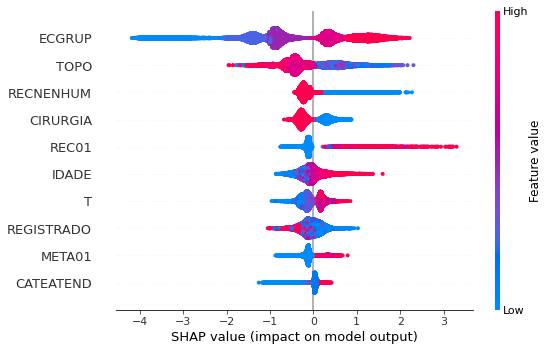 High
ECGRUP
TOPO
RECNENHUM
CIRURGIA
REC01
IDADE
T
REGISTRADO
META01
CATEATEND
Feature value
Low
−4 −3 −2 −1 0 1 2 3
SHAP value (impact on model output)